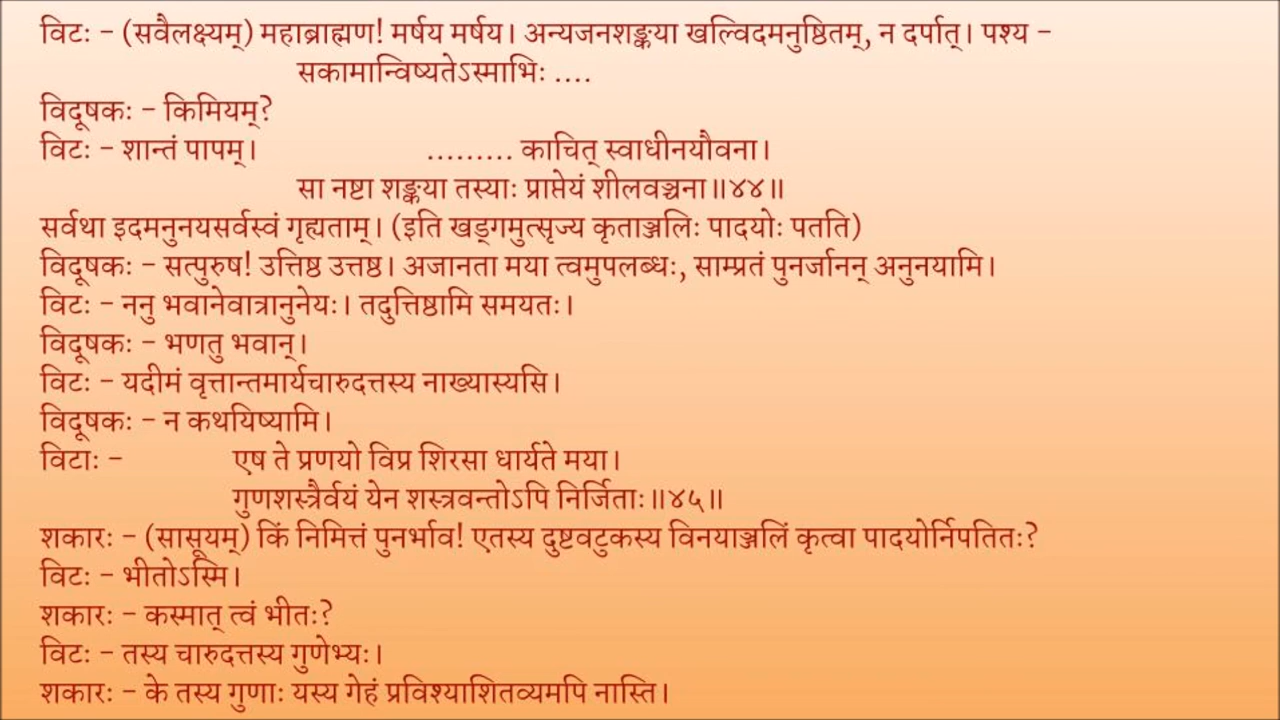 विटः - (सवैलक्ष्यम्) महाब्राह्मण! मर्षय मर्षय। अन्यजनशङ्कया खल्विदमनुष्ठितम्, न दर्पात्। पश्य -
सकामान्विष्यतेऽस्माभिः ....
विदूषकः - किमियम्?
विटः - शान्तं पापम्। ......... काचित् स्वाधीनयौवना।
सा नष्टा शङ्कया तस्याः प्राप्तेयं शीलवञ्चना॥४४॥
सर्वथा इदमनुनयसर्वस्वं गृह्यताम्। (इति खड्गमुत्सृज्य कृताञ्जलिः पादयोः पतति)
विदूषकः - सत्पुरुष! उत्तिष्ठ उत्तष्ठ। अजानता मया त्वमुपलब्धः, साम्प्रतं पुनर्जानन् अनुनयामि।
विटः - ननु भवानेवात्रानुनेयः। तदुत्तिष्ठामि समयतः।
विदूषकः - भणतु भवान्।
विटः - यदीमं वृत्तान्तमार्यचारुदत्तस्य नाख्यास्यसि।
विदूषकः - न कथयिष्यामि।
विटाः - एष ते प्रणयो विप्र शिरसा धार्यते मया।
गुणशस्त्रैर्वयं येन शस्त्रवन्तोऽपि निर्जिताः॥४५॥
शकारः - (सासूयम्) किं निमित्तं पुनर्भाव! एतस्य दुष्टवटुकस्य विनयाञ्जलिं कृत्वा पादयोर्निपतितः?
विटः - भीतोऽस्मि।
शकारः - कस्मात् त्वं भीतः?
विटः - तस्य चारुदत्तस्य गुणेभ्यः।
शकारः - के तस्य गुणाः यस्य गेहं प्रविश्याशितव्यमपि नास्ति।